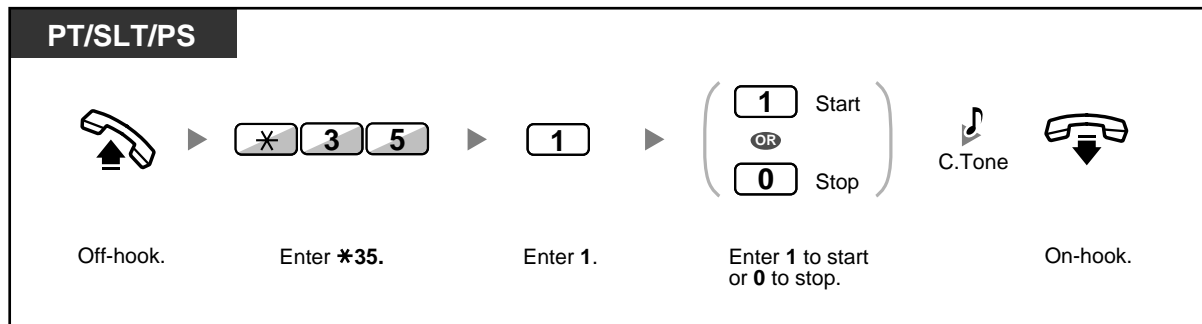 PT/SLT/PS
✳ 3 5
1
1 Start
OR
0 Stop
C.Tone
Off-hook.
Enter ✳35.
Enter 1.
Enter 1 to start
or 0 to stop.
On-hook.